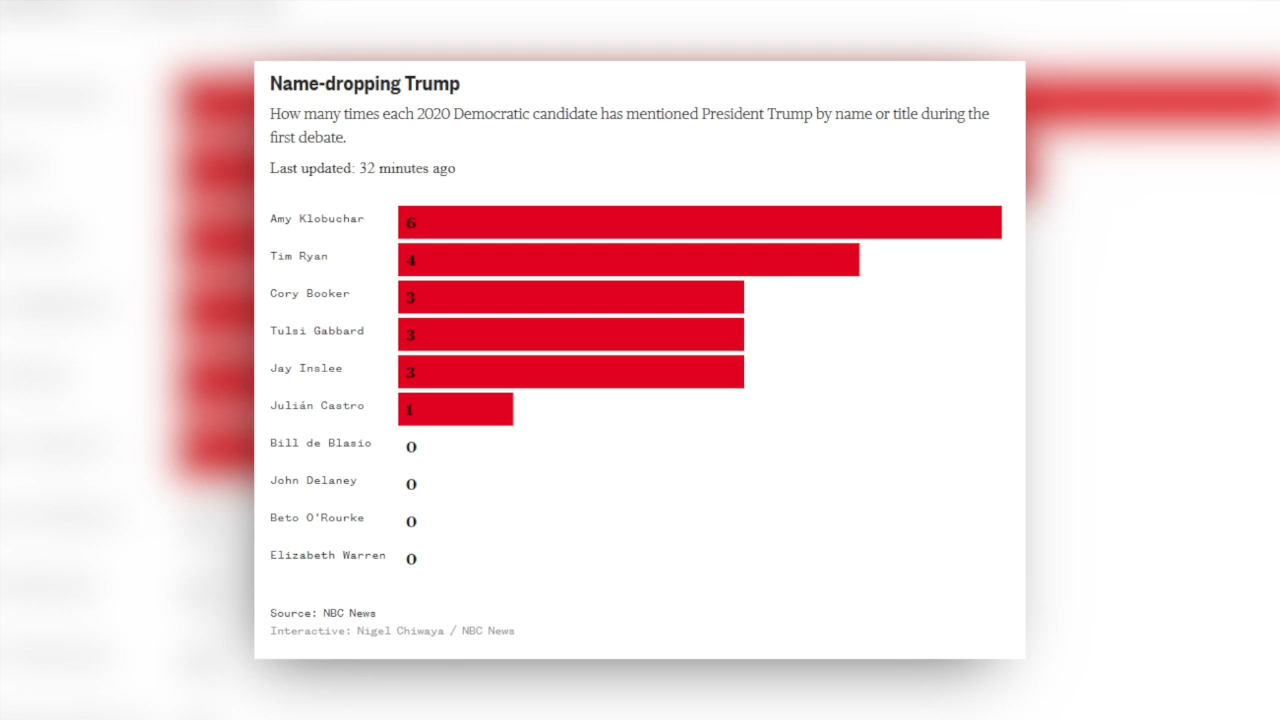 Name-dropping Trump
How many times each 2020 Democratic candidate has mentioned President Trump by name or title during the
first debate.
Last updated: 32 minutes ago
Amy Klobuchar 6
Tim Ryan 4
Cory Booker 3
Tulsi Gabbard 3
Jay Inslee 3
Julián Castro 1
Bill de Blasio 0
John Delaney 0
Beto O'Rourke 0
Elizabeth Warren 0
Source: NBC News
Interactive: Nigel Chiwaya / NBC News